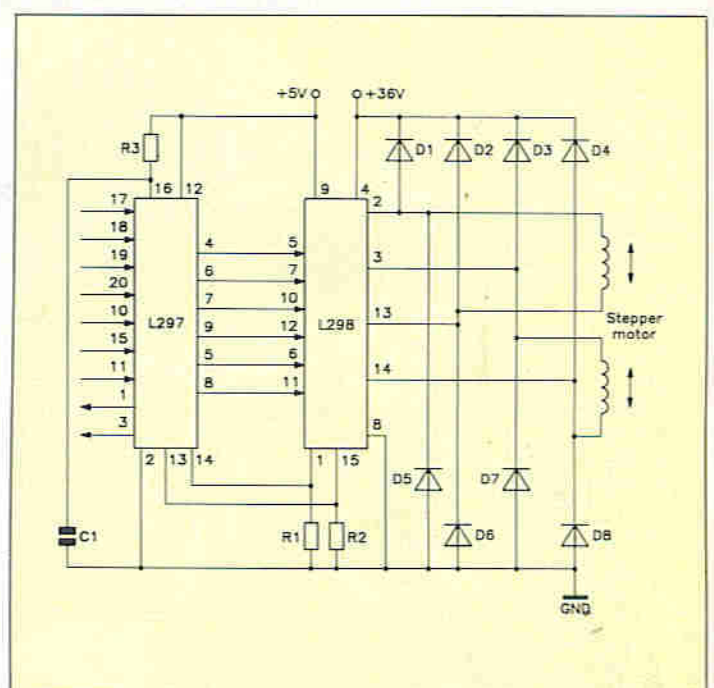 +5V +36V
R3 D1 D2 D3 D4
16 12 9 4
17 2
18 4 5
19 6 7 3
20 7 10
10 L297 9 12 L298 13 Stepper
15 5 6 motor
11 8 11 14
1
3 8
2 13 14 1 15 D5 D7
C1 R1 R2 D6 D8
GND